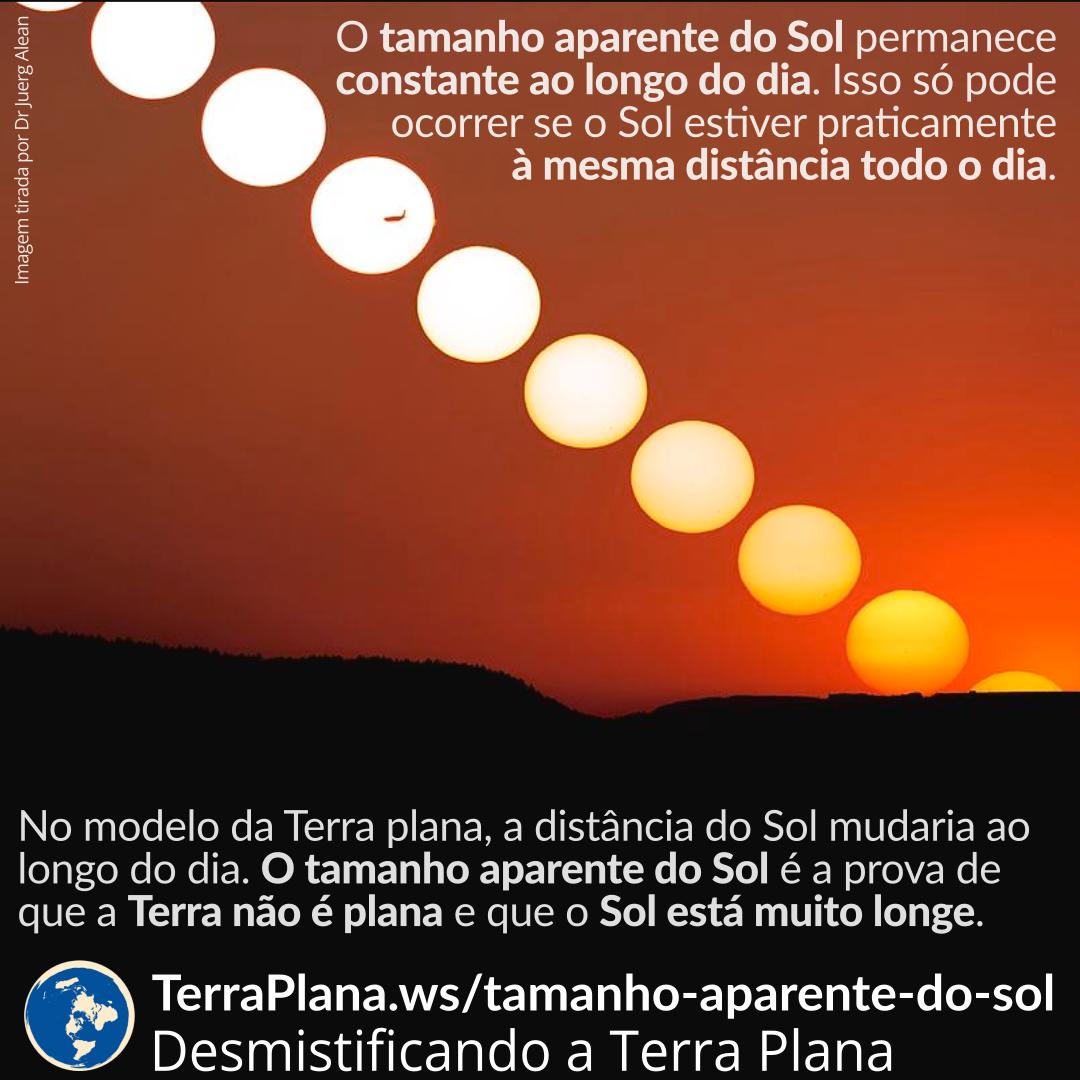 Imagem tirada por Dr Juerg Alean
O tamanho aparente do Sol permanece
constante ao longo do dia. Isso só pode
ocorrer se o Sol estiver praticamente
à mesma distância todo o dia.
No modelo da Terra plana, a distância do Sol mudaria ao
longo do dia. O tamanho aparente do Sol é a prova de
que a Terra não é plana e que o Sol está muito longe.
TerraPlana.ws/tamanho-aparente-do-sol
Desmistificando a Terra Plana